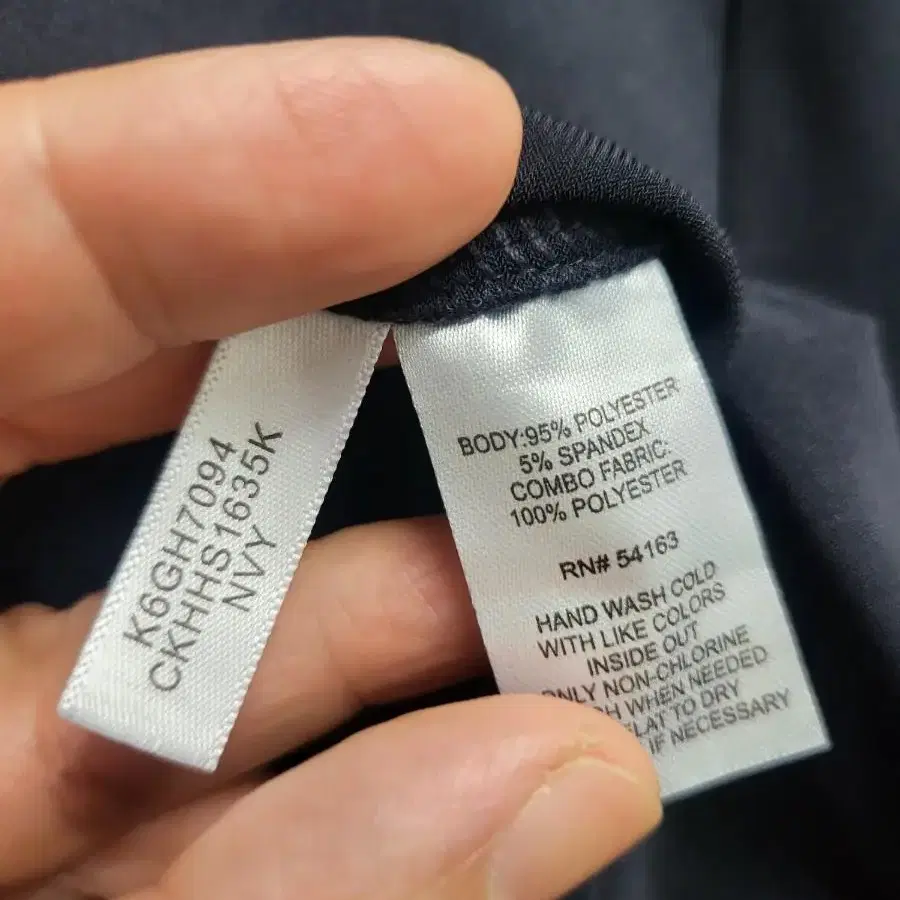 K6GH7094
CKHHS1635K
NVY
BODY:95% POLYESTER
5% SPANDEX
COMBO FABRIC:
100% POLYESTER
RN# 54163
HAND WASH COLD
WITH LIKE COLORS
INSIDE OUT
ONLY NON-CHLORINE
WHEN NEEDED
TO DRY
IF NECESSARY